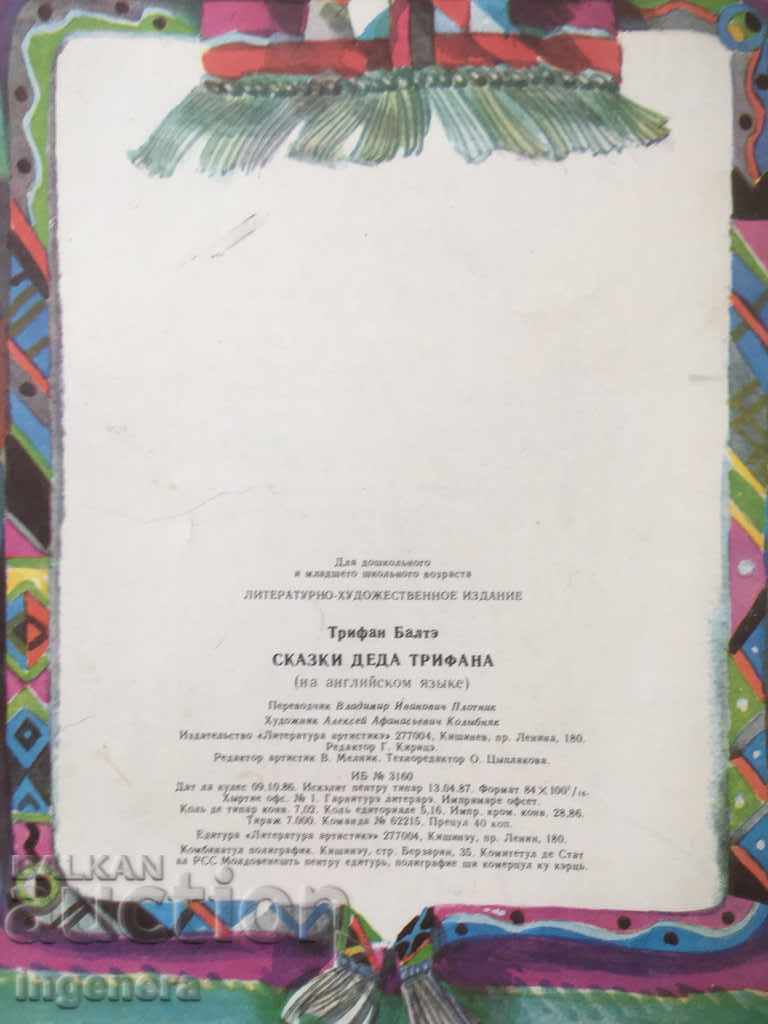 Для дошкольного
и младшего школьного возраста
ЛИТЕРАТУРНО-ХУДОЖЕСТВЕННОЕ ИЗДАНИЕ
Трифан Балтэ
СКАЗКИ ДЕДА ТРИФАНА
(на английском языке)
Переводчик Владимир Иванович Плотник
Художник Алексей Афанасьевич Колыбняк
Издательство «Литература артистикэ» 277004, Кишинев, пр. Ленина, 180.
Редактор Г. Кирицэ.
Редактор артистик В. Мелник. Техноредактор О. Цыплакова.
ИБ № 3160
Дат ла кулес 09.10.86. Искэлит пентру типар 13.04.87. Формат 84×100¹/₁₆.
Хыртие офс. № 1. Гарнитурэ литерарэ. Импримаре офсет.
Коль де типар конв. 7,02. Коль едиториале 5,16. Импр. кром. конв. 28,86.
Тираж 7.000. Команда № 62215. Прецул 40 коп.
Едитура «Литература артистикэ» 277004, Кишинэу, пр. Ленин, 180.
Комбинатул полиграфик. Кишинэу, стр. Берзарин, 35. Комитетул де Стат
ал РСС Молдовенешть пентру едитурь, полиграфие ши комерцул ку кэрць.
BALKAN
auction
ingenera